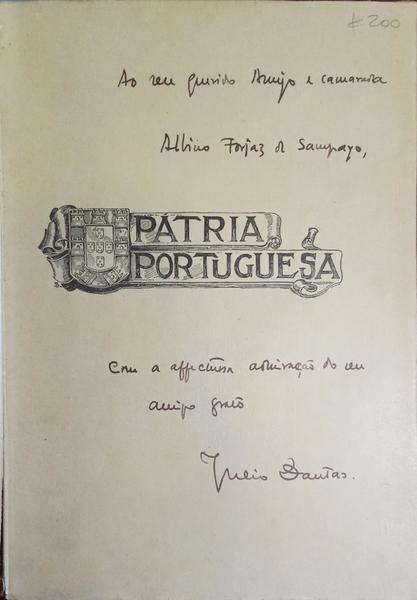 €200
Ao seu querido Amigo e camarada
Albino Forjaz de Sampayo,
PÁTRIA
PORTUGUESA
Com a affectuosa admiração do seu
amigo grato
Julio Dantas.